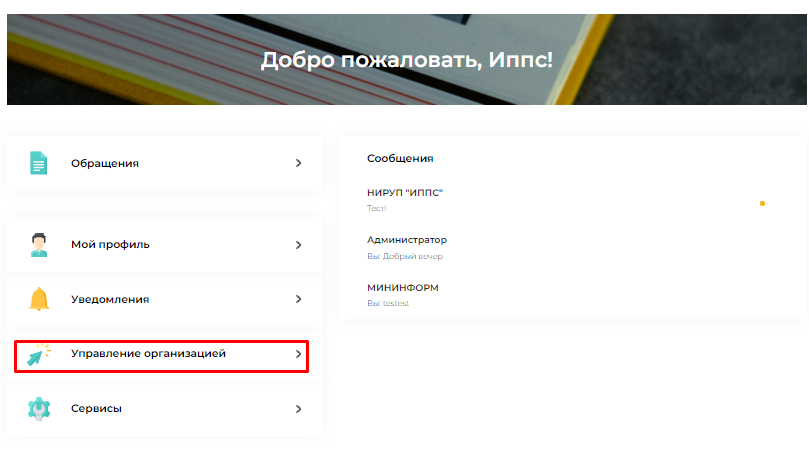 Добро пожаловать, Иппс!
Обращения
Мой профиль
Уведомления
Управление организацией
Сервисы
Сообщения
НИРУП "ИППС"
Тест!
Администратор
Вы: Добрый вечер
МИНИНФОРМ
Вы: testest